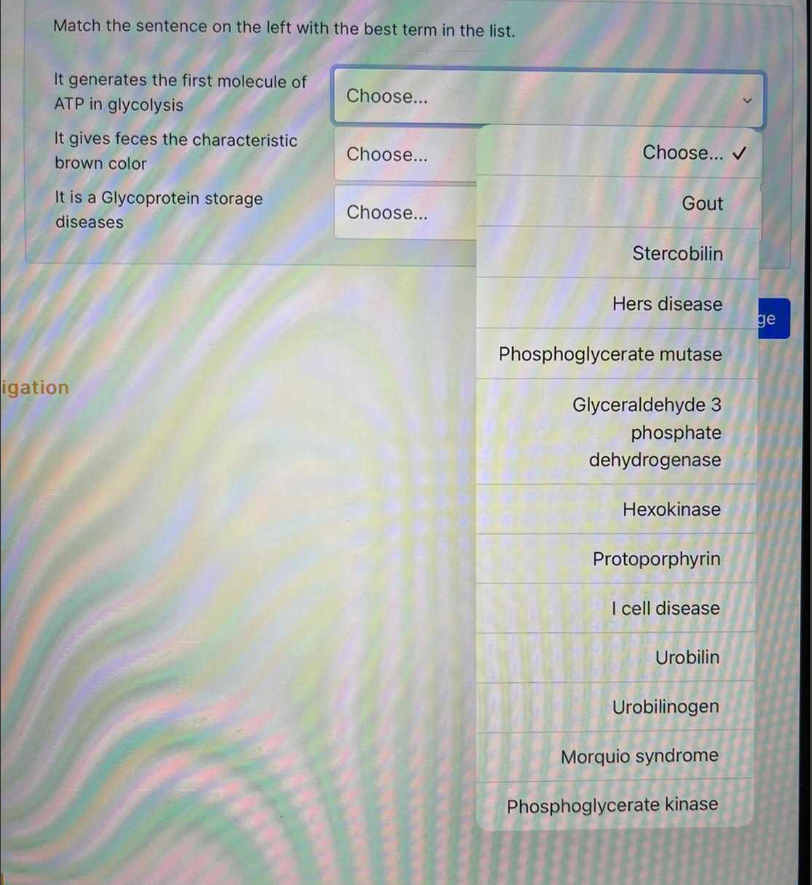 Match the sentence on the left with the best term in the list.
It generates the first molecule of
ATP in glycolysis
Choose...
It gives feces the characteristic
brown color
Choose...
It is a Glycoprotein storage
diseases
Choose...
Choose... ✓
Gout
Stercobilin
Hers disease
Phosphoglycerate mutase
Glyceraldehyde 3
phosphate
dehydrogenase
Hexokinase
Protoporphyrin
I cell disease
Urobilin
Urobilinogen
Morquio syndrome
Phosphoglycerate kinase
ge
igation